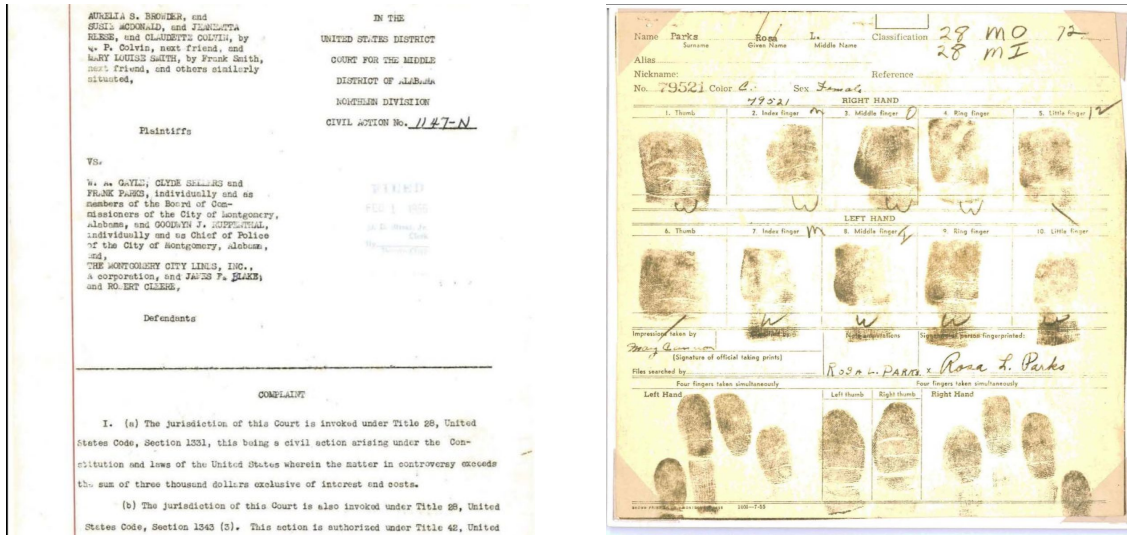 AURELIA S. BROWDER, and
SUSIE MCDONALD, and JEANNATTA
REESE, and CLAUDETTE COLVIN, by
Q. P. Colvin, next friend, and
MARY LOUISE SMITH, by Frank Smith,
next friend, and others similarly
situated,
Plaintiffs
VS.
W. A. GAYLE, CLYDE SELLERS and
FRANK PARKS, individually and as
members of the Board of Com-
missioners of the City of Montgomery,
Alabama, and GOODWYN J. RUPPENTHAL,
individually and as Chief of Police
of the City of Montgomery, Alabama,
and,
THE MONTGOMERY CITY LINES, INC.,
A corporation, and JAMES F. BLAKE,
and ROBERT CLEERE,
Defendants
IN THE
UNITED STATES DISTRICT
COURT FOR THE MIDDLE
DISTRICT OF ALABAMA
NORTHERN DIVISIION
CIVIL ACTION No. 1147-N
COMPLAINT
I. (a) The jurisdiction of this Court is invoked under Title 28, United
States Code, Section 1331, this being a civil action arising under the Con-
stitution and laws of the United States wherein the matter in controversy exceeds
the sum of three thousand dollars exclusive of interest and costs.
(b) The jurisdiction of this Court is also invoked under Title 28, United
States Code, Section 1343 (3). This action is authorized under Title 42, United
Name Parks Rosa L. Classification 28 MO 12
Surname Given Name Middle Name 28 MI
Alias
Nickname: Reference
No. 79521 Color C. Sex Female
79521 RIGHT HAND
1. Thumb 2. Index finger m 3. Middle finger O 4. Ring finger 5. Little finger 12
W W W
LEFT HAND
6. Thumb 7. Index finger m 8. Middle finger I 9. Ring finger 10. Little finger
W W W W
Impressions taken by Note amputations Signature of person fingerprinted:
(Signature of official taking prints)
Files searched by ROSA L. PARKS x Rosa L. Parks
Four fingers taken simultaneously Four fingers taken simultaneously
Left Hand Left thumb Right thumb Right Hand